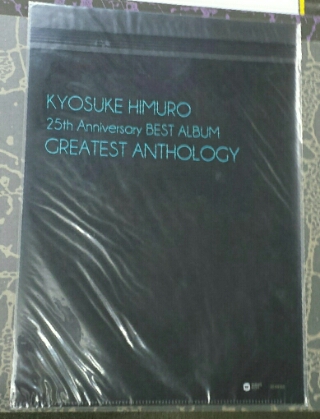 KYOSUKE HIMURO
25th Anniversary BEST ALBUM
GREATEST ANTHOLOGY